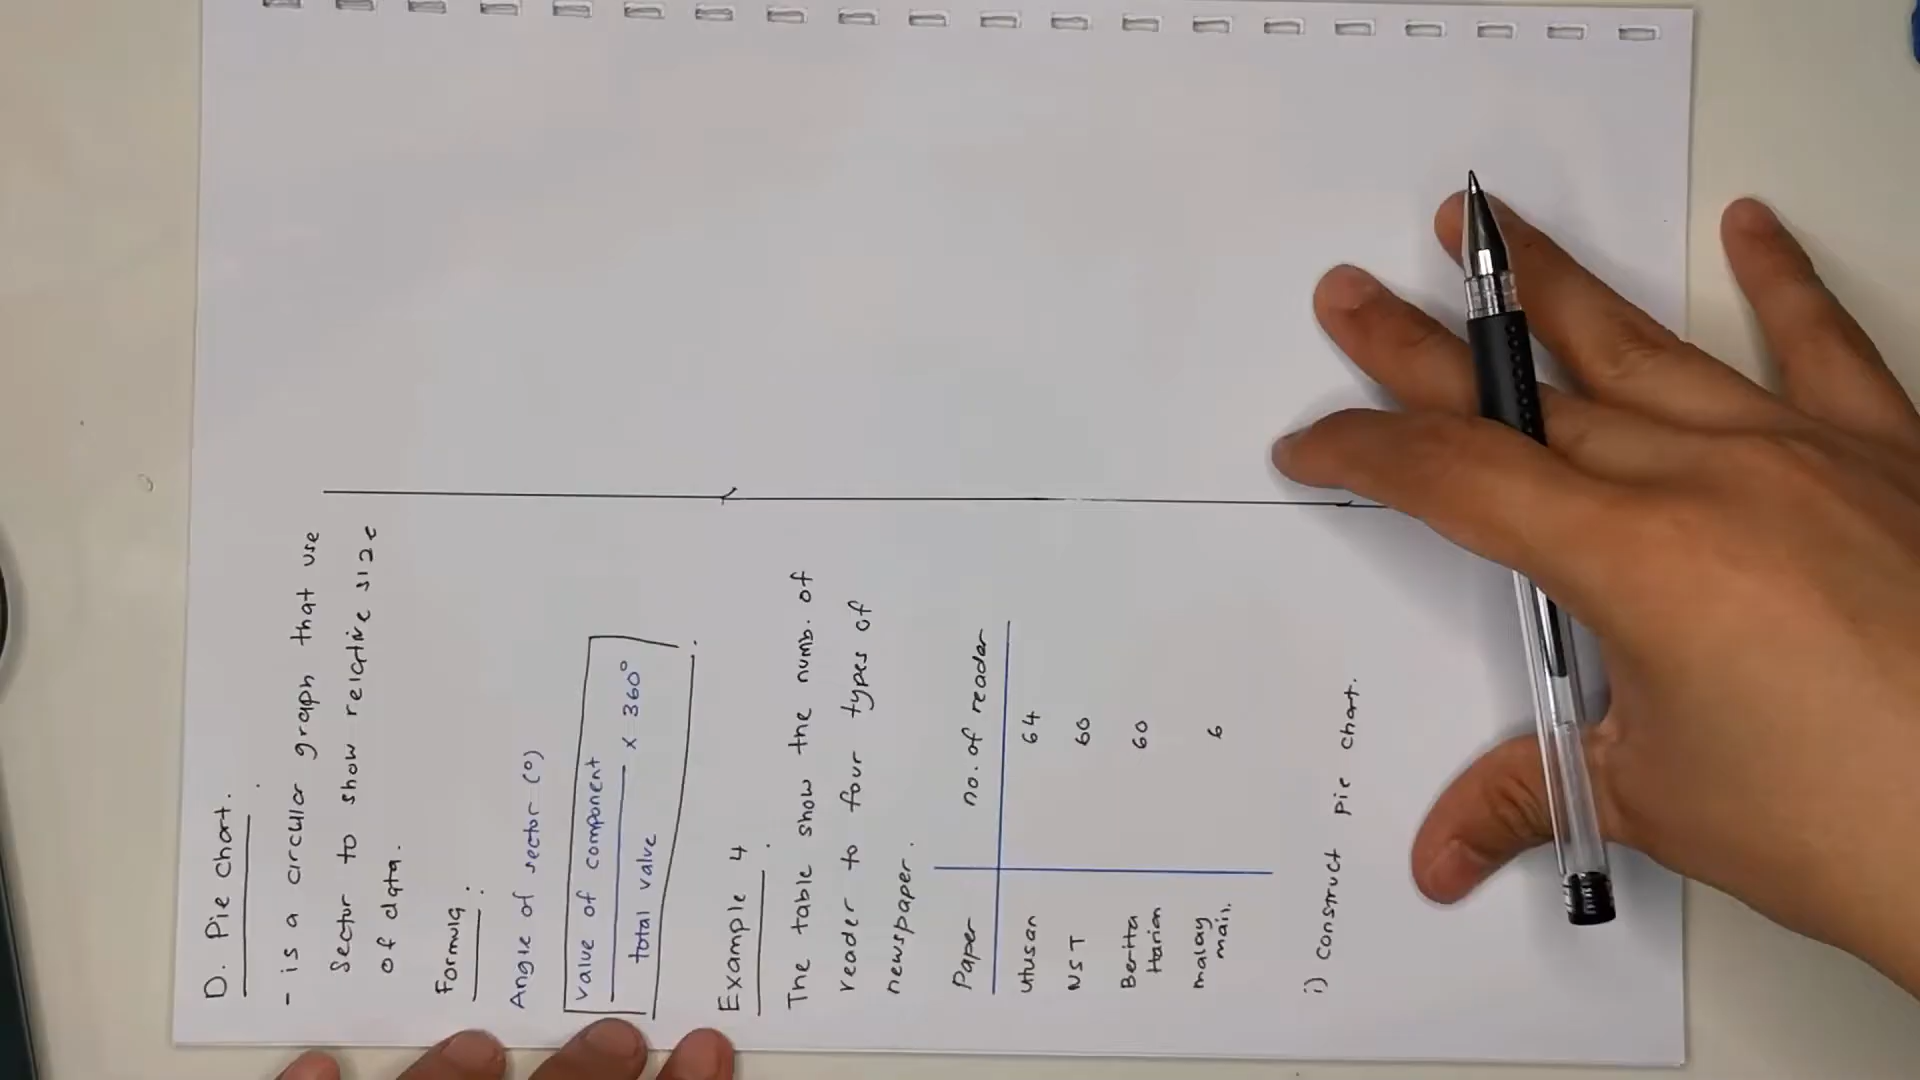 D. Pie chart.
- is a circular graph that use
sector to show relative size
of data.
Formula :
Angle of sector (°)
value of component
total value
x 360°
Example 4
The table show the numb. of
reader to four types of
newspaper.
Paper no. of reader
Utusan 64
NST 60
Berita
Harian 60
malay
mail. 6
i) construct pie chart.